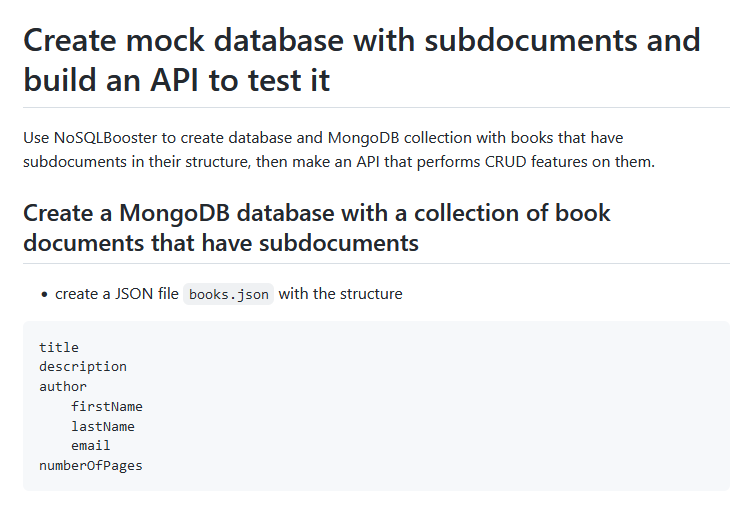 Create mock database with subdocuments and
build an API to test it
Use NoSQLBooster to create database and MongoDB collection with books that have
subdocuments in their structure, then make an API that performs CRUD features on them.
Create a MongoDB database with a collection of book
documents that have subdocuments
• create a JSON file books.json with the structure
title
description
author
    firstName
    lastName
    email
numberOfPages